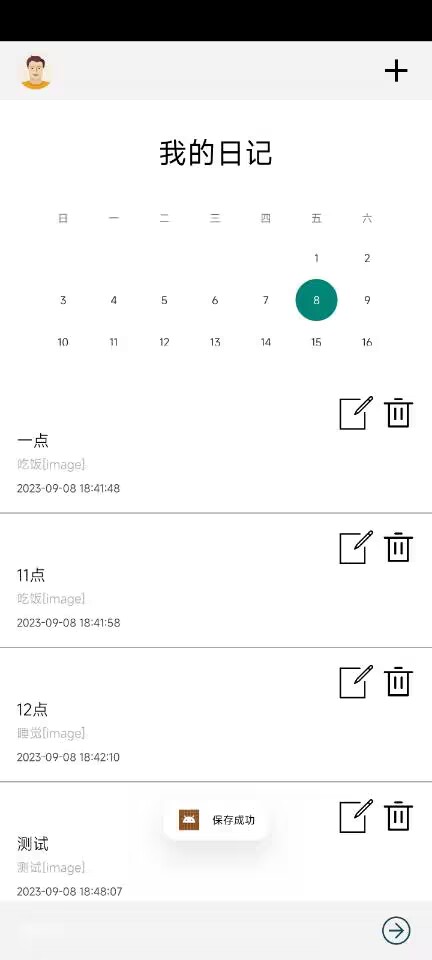 我的日记
日 一 二 三 四 五 六
1 2
3 4 5 6 7 8 9
10 11 12 13 14 15 16
一点
吃饭[image]
2023-09-08 18:41:48
11点
吃饭[image]
2023-09-08 18:41:58
12点
睡觉[image]
2023-09-08 18:42:10
保存成功
测试
测试[image]
2023-09-08 18:48:07